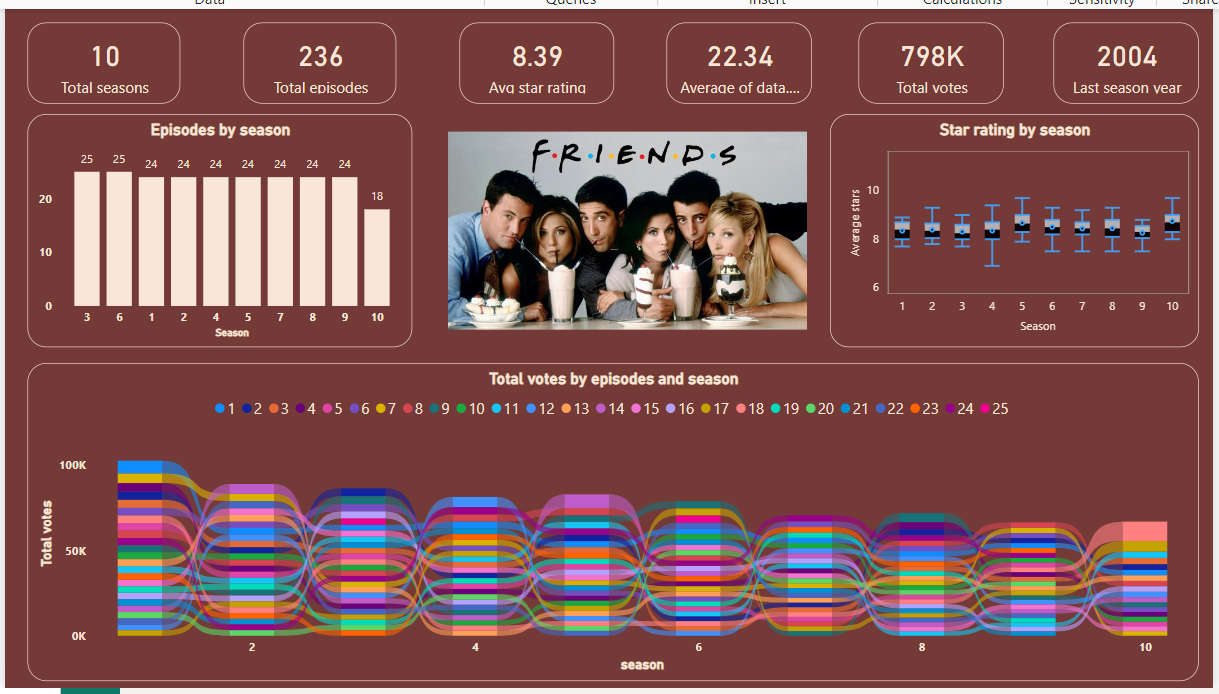 Data Queries Insert Calculations Sensitivity Share
10 236 8.39 22.34 798K 2004
Total seasons Total episodes Avg star rating Average of data.... Total votes Last season year
Episodes by season
25 25 24 24 24 24 24 24 24 18
20
10
0
3 6 1 2 4 5 7 8 9 10
Season
F•R•I•E•N•D•S
Star rating by season
Average stars
10
8
6
1 2 3 4 5 6 7 8 9 10
Season
Total votes by episodes and season
1 2 3 4 5 6 7 8 9 10 11 12 13 14 15 16 17 18 19 20 21 22 23 24 25
Total votes
100K
50K
0K
2 4 6 8 10
season